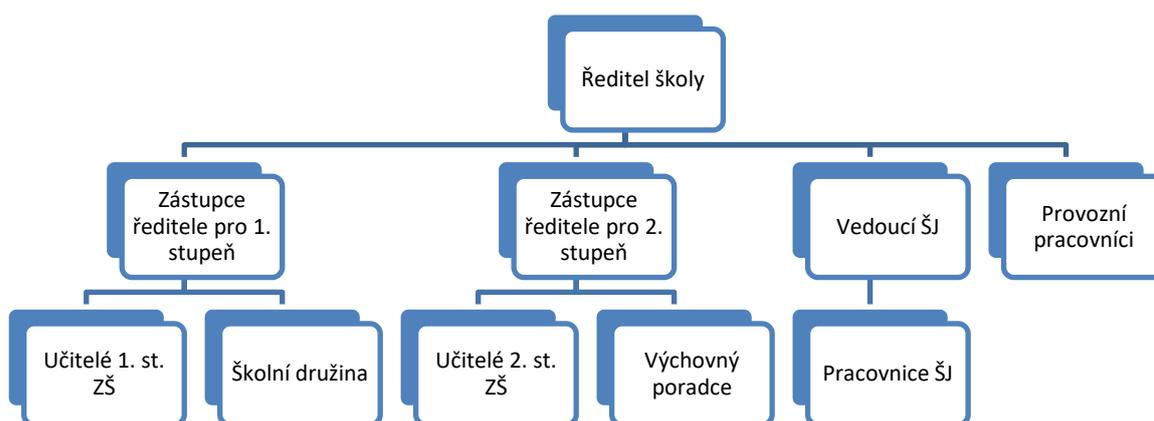 Ředitel školy
Zástupce
ředitele pro 1.
stupeň
Zástupce
ředitele pro 2.
stupeň
Vedoucí ŠJ
Provozní
pracovníci
Učitelé 1. st.
ZŠ
Školní družina
Učitelé 2. st.
ZŠ
Výchovný
poradce
Pracovnice ŠJ